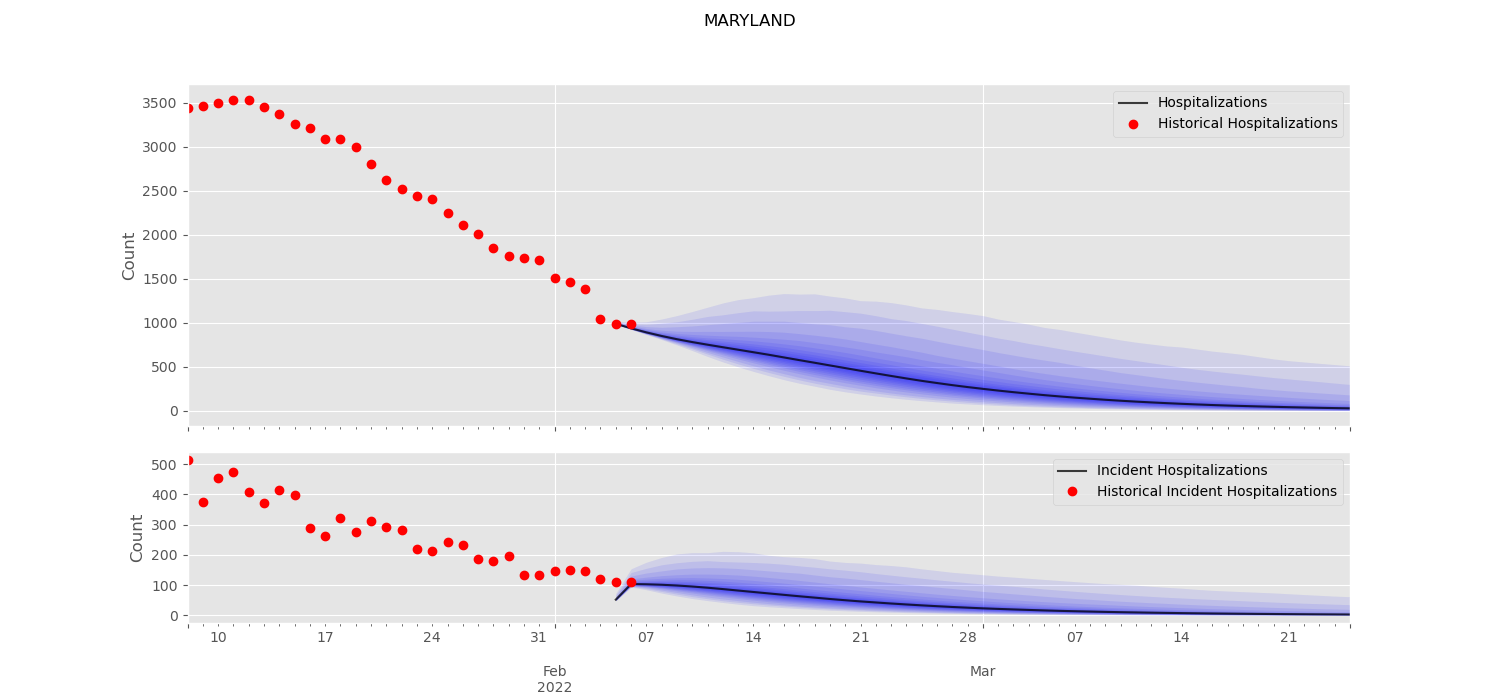 MARYLAND
3500
3000
2500
2000
1500
1000
500
0
Count
Hospitalizations
Historical Hospitalizations
500
400
300
200
100
0
Count
Incident Hospitalizations
Historical Incident Hospitalizations
10 17 24 31 07 14 21 28 07 14 21
Feb Mar
2022